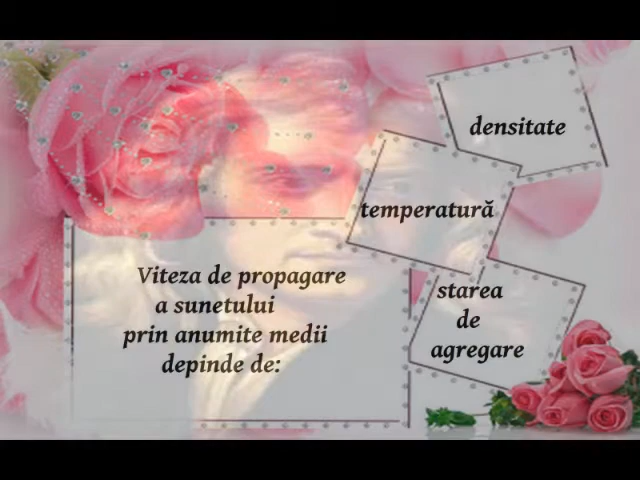 Viteza de propagare
a sunetului
prin anumite medii
depinde de:
densitate
temperatură
starea
de
agregare